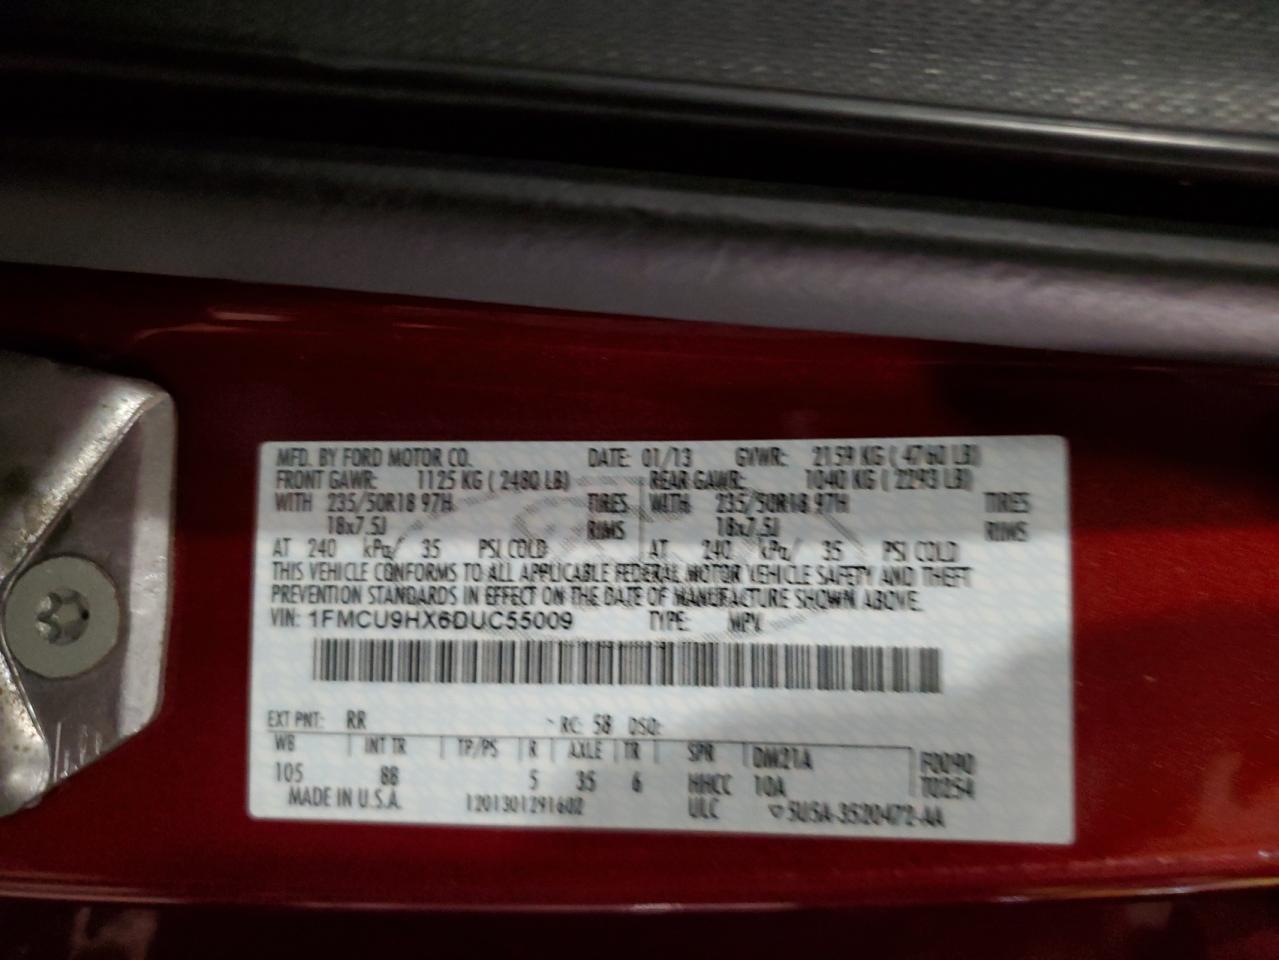 MFD. BY FORD MOTOR CO. DATE: 01/13 GVWR: 2159 KG ( 4760 LB)
FRONT GAWR: 1125 KG ( 2480 LB) REAR GAWR: 1040 KG ( 2293 LB)
WITH 235/50R18 97H TIRES WITH 235/50R18 97H TIRES
18x7.5J RIMS 18x7.5J RIMS
AT 240 kPa/ 35 PSI COLD AT 240 kPa/ 35 PSI COLD
THIS VEHICLE CONFORMS TO ALL APPLICABLE FEDERAL MOTOR VEHICLE SAFETY AND THEFT
PREVENTION STANDARDS IN EFFECT ON THE DATE OF MANUFACTURE SHOWN ABOVE.
VIN: 1FMCU9HX6DUC55009 TYPE: MPV
EXT PNT: RR RC: 58 DSO:
WB INT TR TP/PS R AXLE TR SPR DM21A F0090
105 8B 5 35 6 HHCC 10A T0254
MADE IN U.S.A. 1201301291602 ULC 5U5A-3520472-AA